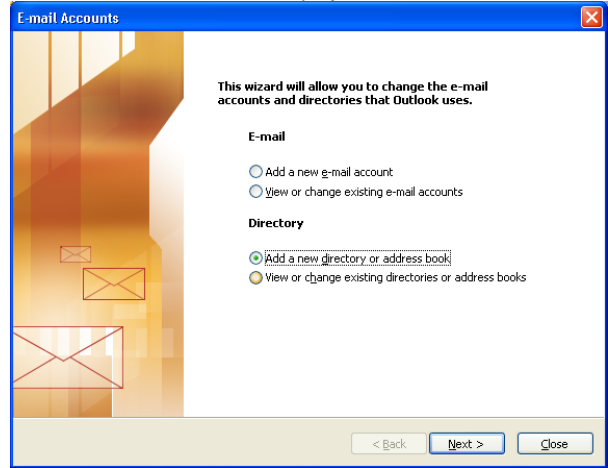 E-mail Accounts
This wizard will allow you to change the e-mail
accounts and directories that Outlook uses.
E-mail
Add a new e-mail account
View or change existing e-mail accounts
Directory
Add a new directory or address book
View or change existing directories or address books
< Back Next > Close